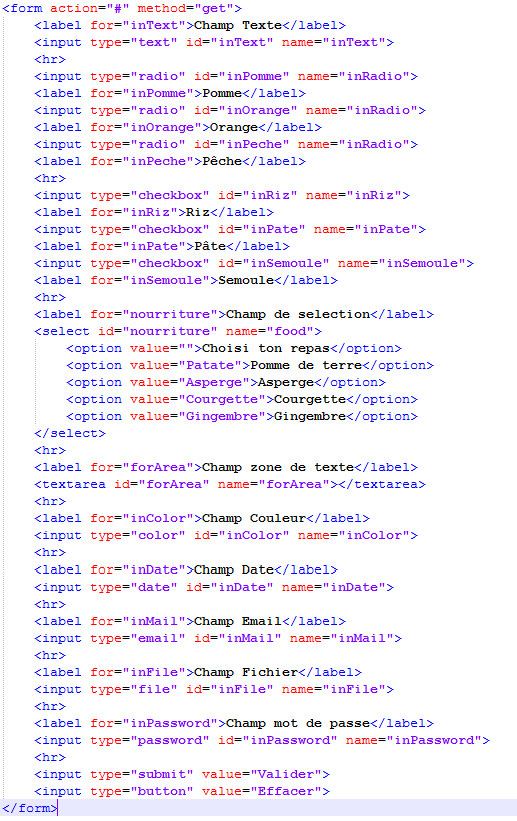 <form action="#" method="get">
<label for="inText">Champ Texte</label>
<input type="text" id="inText" name="inText">
<hr>
<input type="radio" id="inPomme" name="inRadio">
<label for="inPomme">Pomme</label>
<input type="radio" id="inOrange" name="inRadio">
<label for="inOrange">Orange</label>
<input type="radio" id="inPeche" name="inRadio">
<label for="inPeche">Pêche</label>
<hr>
<input type="checkbox" id="inRiz" name="inRiz">
<label for="inRiz">Riz</label>
<input type="checkbox" id="inPate" name="inPate">
<label for="inPate">Pâte</label>
<input type="checkbox" id="inSemoule" name="inSemoule">
<label for="inSemoule">Semoule</label>
<hr>
<label for="nourriture">Champ de selection</label>
<select id="nourriture" name="food">
<option value="">Choisi ton repas</option>
<option value="Patate">Pomme de terre</option>
<option value="Asperge">Asperge</option>
<option value="Courgette">Courgette</option>
<option value="Gingembre">Gingembre</option>
</select>
<hr>
<label for="forArea">Champ zone de texte</label>
<textarea id="forArea" name="forArea"></textarea>
<hr>
<label for="inColor">Champ Couleur</label>
<input type="color" id="inColor" name="inColor">
<hr>
<label for="inDate">Champ Date</label>
<input type="date" id="inDate" name="inDate">
<hr>
<label for="inMail">Champ Email</label>
<input type="email" id="inMail" name="inMail">
<hr>
<label for="inFile">Champ Fichier</label>
<input type="file" id="inFile" name="inFile">
<hr>
<label for="inPassword">Champ mot de passe</label>
<input type="password" id="inPassword" name="inPassword">
<hr>
<input type="submit" value="Valider">
<input type="button" value="Effacer">
</form>